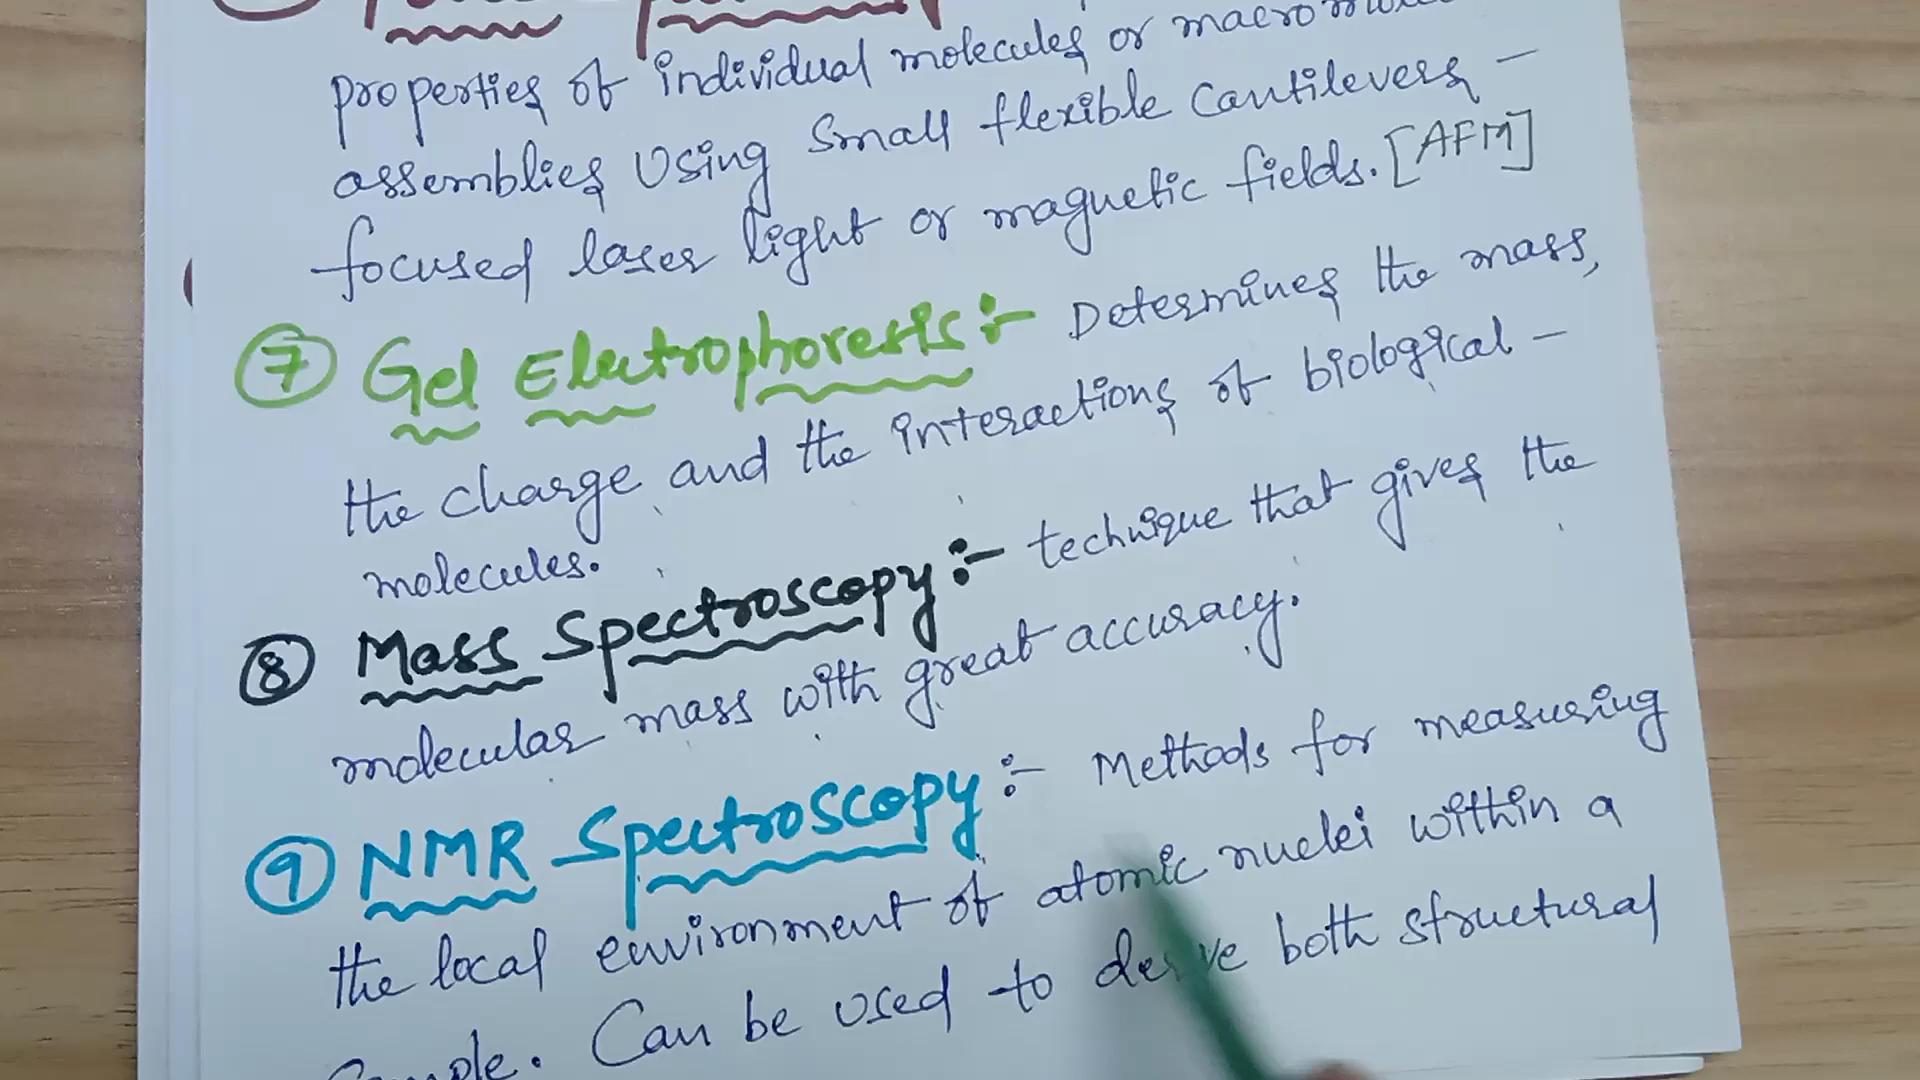 properties of individual molecules or macromole
assemblies Using Small flexible Cantilevers -
focused laser light or magnetic fields. [AFM]
⑦ Gel Electrophoresis :- Determines the mass,
the charge and the interactions of biological -
molecules.
⑧ Mass Spectroscopy :- technique that gives the
molecular mass with great accuracy.
⑨ NMR Spectroscopy :- Methods for measuring
the local environment of atomic nuclei within a
Sample. Can be used to derive both structural